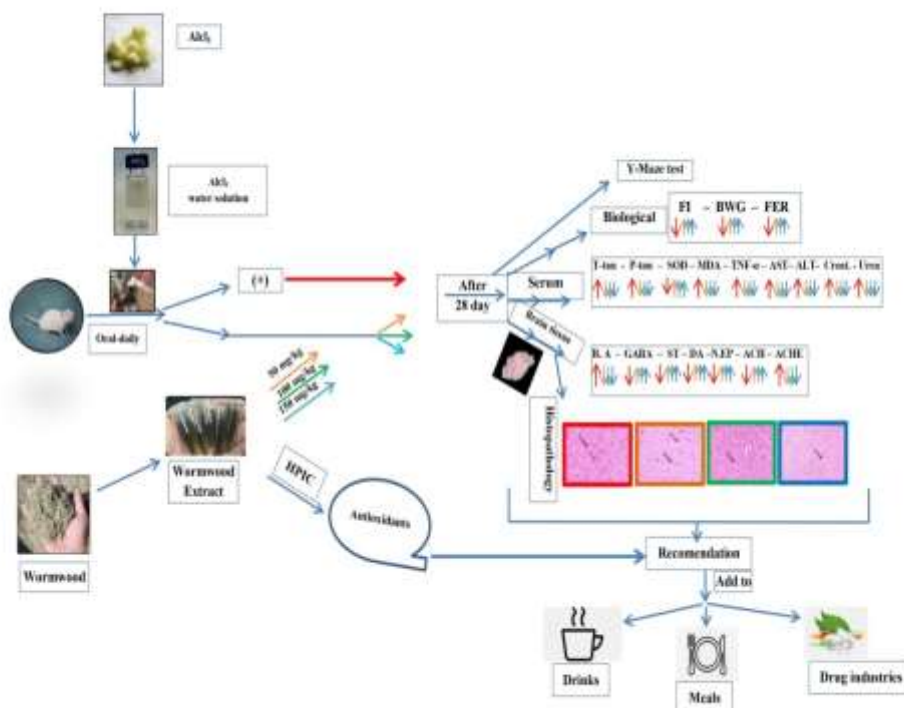 Alcl₃
Alcl₃
water solution
(+)
Oral-daily
50 mg/kg
100 mg/kg
150 mg/kg
Wormwood
Extract
Wormwood
HPlC
Antioxidants
After
28 day
Y-Maze test
Biological
FI - BWG - FER
Serum
T-tau - P-tau - SOD - MDA - TNF-α - AST - ALT -
Urea
Brain tissue
GABA - ST - DA - N.EP - ACH - ACHE
Histopathology
Recomendation
Add to
Drinks
Meals
Drug industries